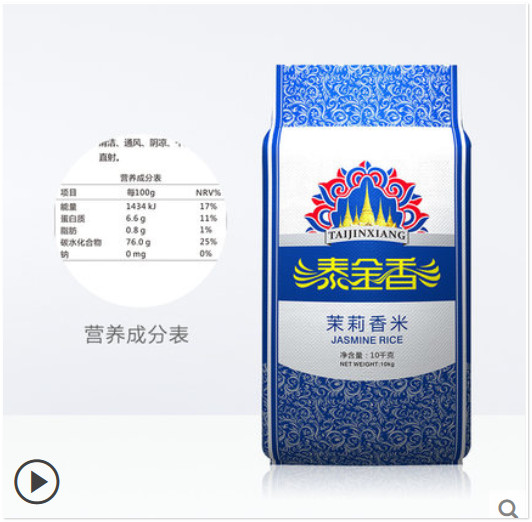 清洁、通风、阴凉、
直射。
营养成分表
项目 每100g NRV%
能量 1434 kJ 17%
蛋白质 6.6 g 11%
脂肪 0.8 g 1%
碳水化合物 76.0 g 25%
钠 0 mg 0%
营养成分表
TAIJINXIANG
泰金香
茉莉香米
JASMINE RICE
净含量：10千克
NET WEIGHT:10kg